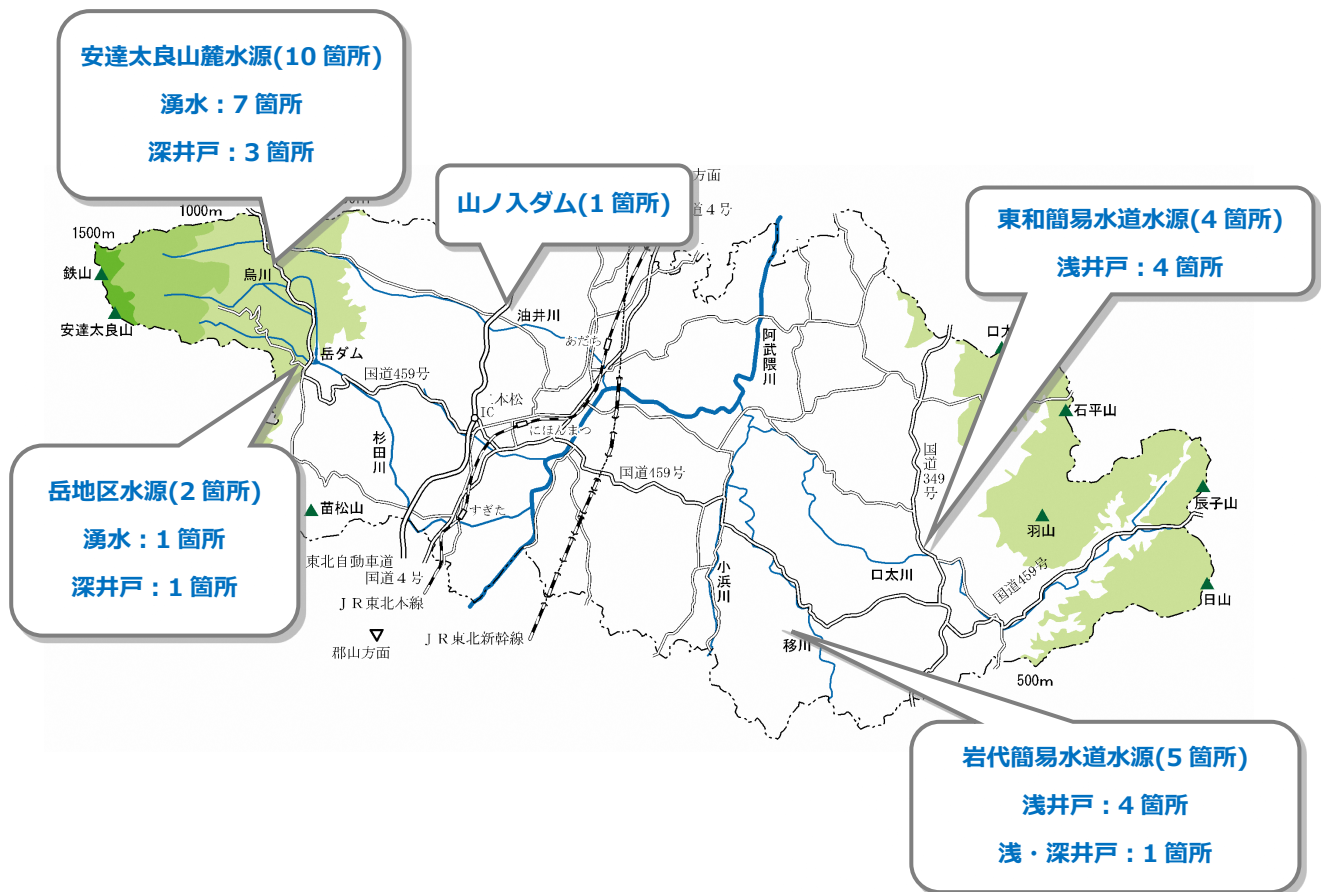 安達太良山麓水源(10 箇所)
湧水：7 箇所
深井戸：3 箇所
山ノ入ダム(1 箇所)
方面
道４号
東和簡易水道水源(4 箇所)
浅井戸：4 箇所
1000m
1500m
鉄山
烏川
安達太良山
油井川
あだち
阿武隈川
岳ダム
国道459号
本松
IC
にほんまつ
石平山
杉田川
国道459号
国道349号
岳地区水源(2 箇所)
湧水：1 箇所
深井戸：1 箇所
苗松山
すぎた
羽山
辰子山
東北自動車道
国道４号
ＪＲ東北本線
ＪＲ東北新幹線
郡山方面
小浜川
口太川
国道459号
日山
移川
500m
岩代簡易水道水源(5 箇所)
浅井戸：4 箇所
浅・深井戸：1 箇所